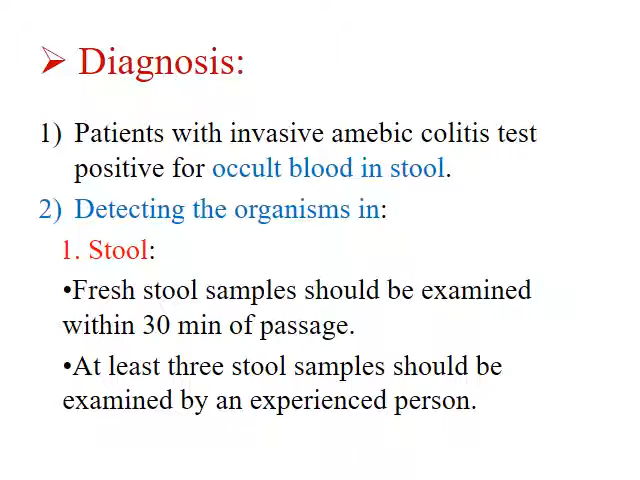 ➢ Diagnosis:
1) Patients with invasive amebic colitis test
positive for occult blood in stool.
2) Detecting the organisms in:
1. Stool:
•Fresh stool samples should be examined
within 30 min of passage.
•At least three stool samples should be
examined by an experienced person.